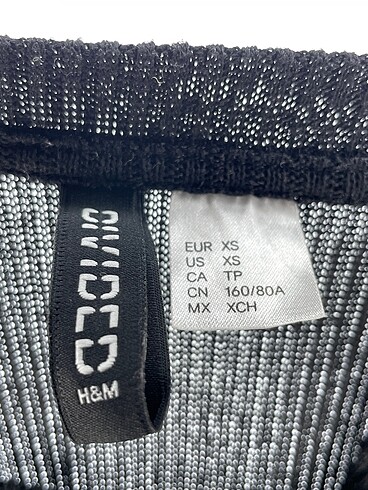 DIVIDED
H&M
EUR XS
US XS
CA TP
CN 160/80A
MX XCH